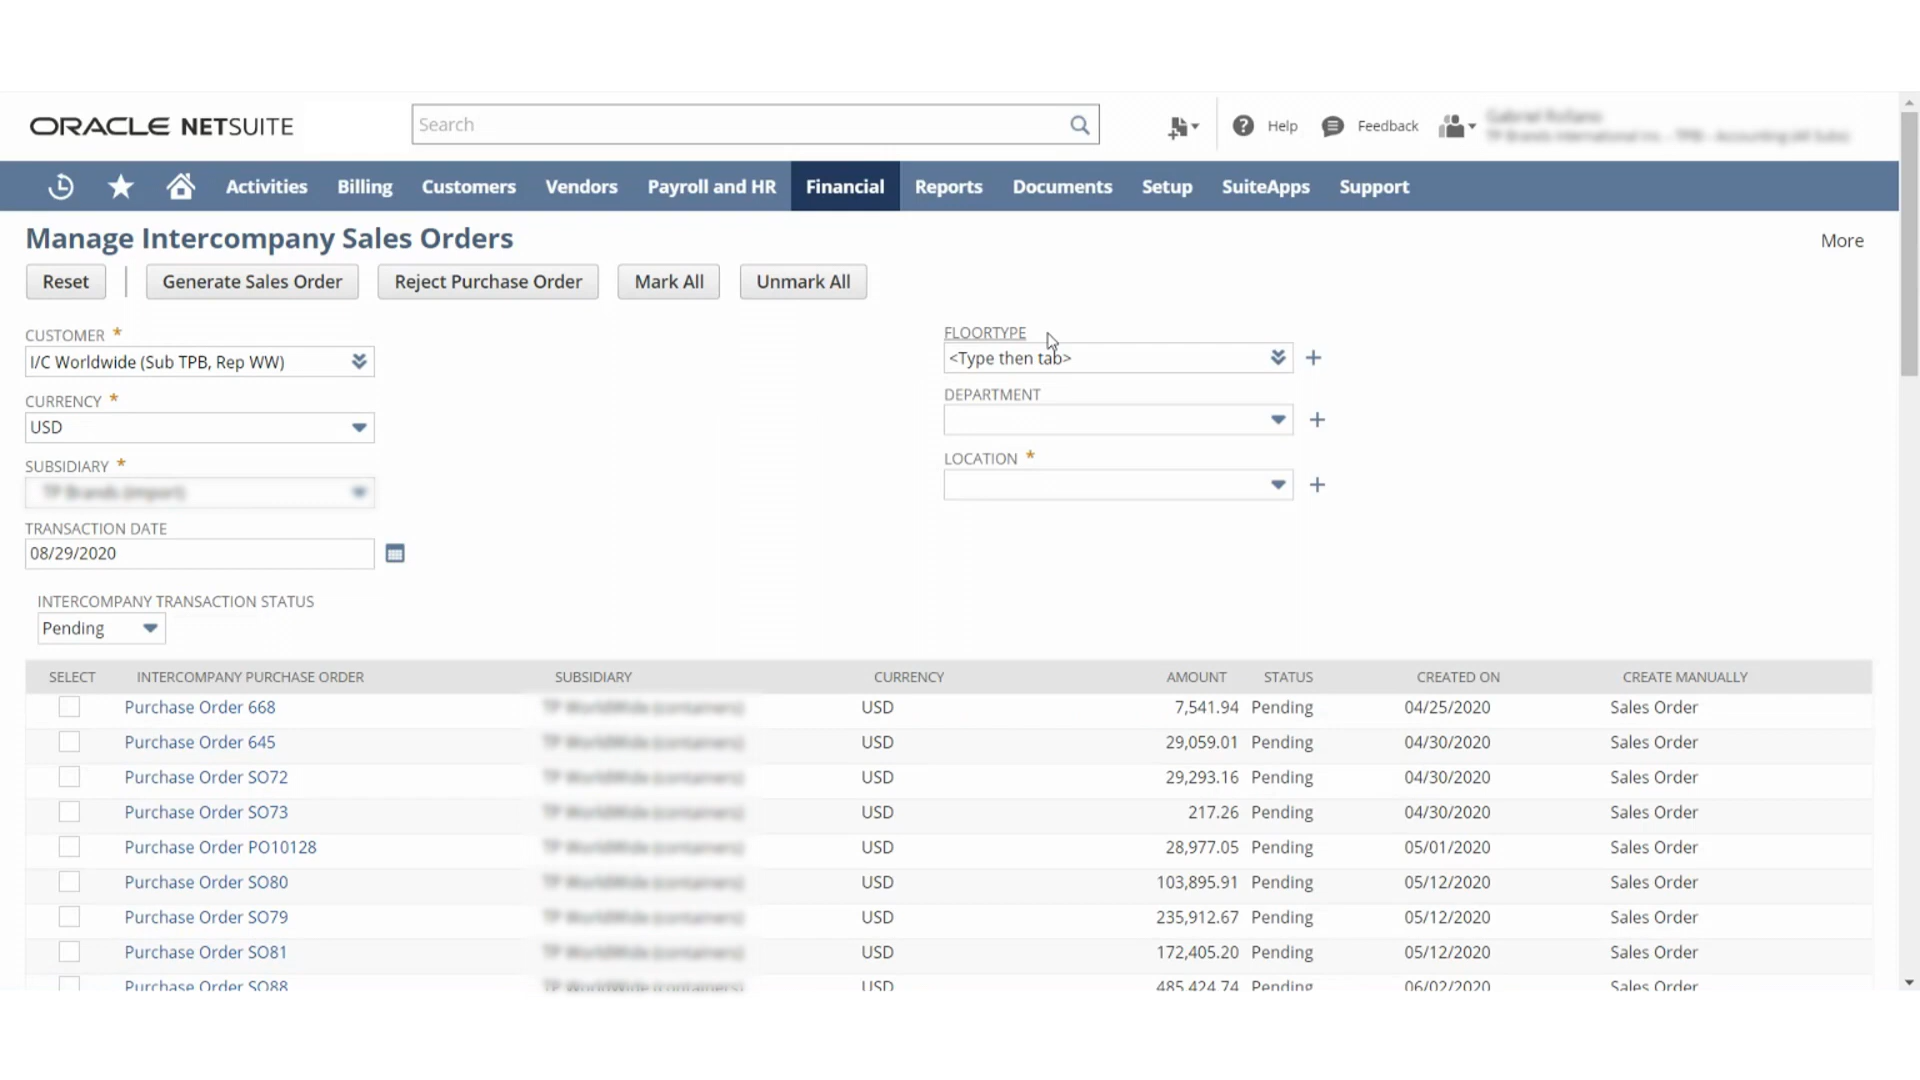 ORACLE NETSUITE
Search
Help
Feedback
Activities
Billing
Customers
Vendors
Payroll and HR
Financial
Reports
Documents
Setup
SuiteApps
Support
Manage Intercompany Sales Orders
More
Reset
Generate Sales Order
Reject Purchase Order
Mark All
Unmark All
CUSTOMER *
I/C Worldwide (Sub TPB, Rep WW)
CURRENCY *
USD
SUBSIDIARY *
TRANSACTION DATE
08/29/2020
INTERCOMPANY TRANSACTION STATUS
Pending
FLOORTYPE
<Type then tab>
DEPARTMENT
LOCATION *
SELECT INTERCOMPANY PURCHASE ORDER SUBSIDIARY CURRENCY AMOUNT STATUS CREATED ON CREATE MANUALLY
Purchase Order 668 USD 7,541.94 Pending 04/25/2020 Sales Order
Purchase Order 645 USD 29,059.01 Pending 04/30/2020 Sales Order
Purchase Order SO72 USD 29,293.16 Pending 04/30/2020 Sales Order
Purchase Order SO73 USD 217.26 Pending 04/30/2020 Sales Order
Purchase Order PO10128 USD 28,977.05 Pending 05/01/2020 Sales Order
Purchase Order SO80 USD 103,895.91 Pending 05/12/2020 Sales Order
Purchase Order SO79 USD 235,912.67 Pending 05/12/2020 Sales Order
Purchase Order SO81 USD 172,405.20 Pending 05/12/2020 Sales Order
Purchase Order SO88 USD 485,424.74 Pending 06/02/2020 Sales Order